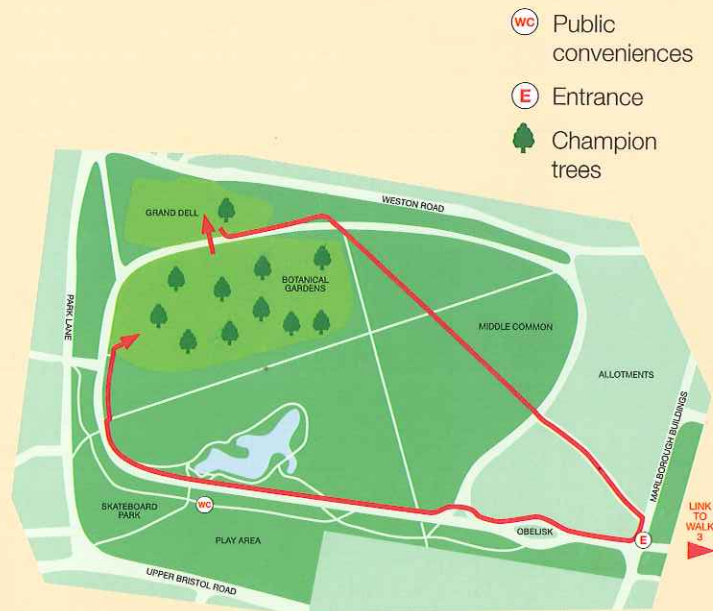 WC Public
conveniences
E Entrance
Champion
trees
WESTON ROAD
GRAND DELL
BOTANICAL
GARDENS
PARK LANE
MIDDLE COMMON
ALLOTMENTS
MARLBOROUGH BUILDINGS
LINK
TO
WALK
3
SKATEBOARD
PARK
WC
OBELISK
E
PLAY AREA
UPPER BRISTOL ROAD